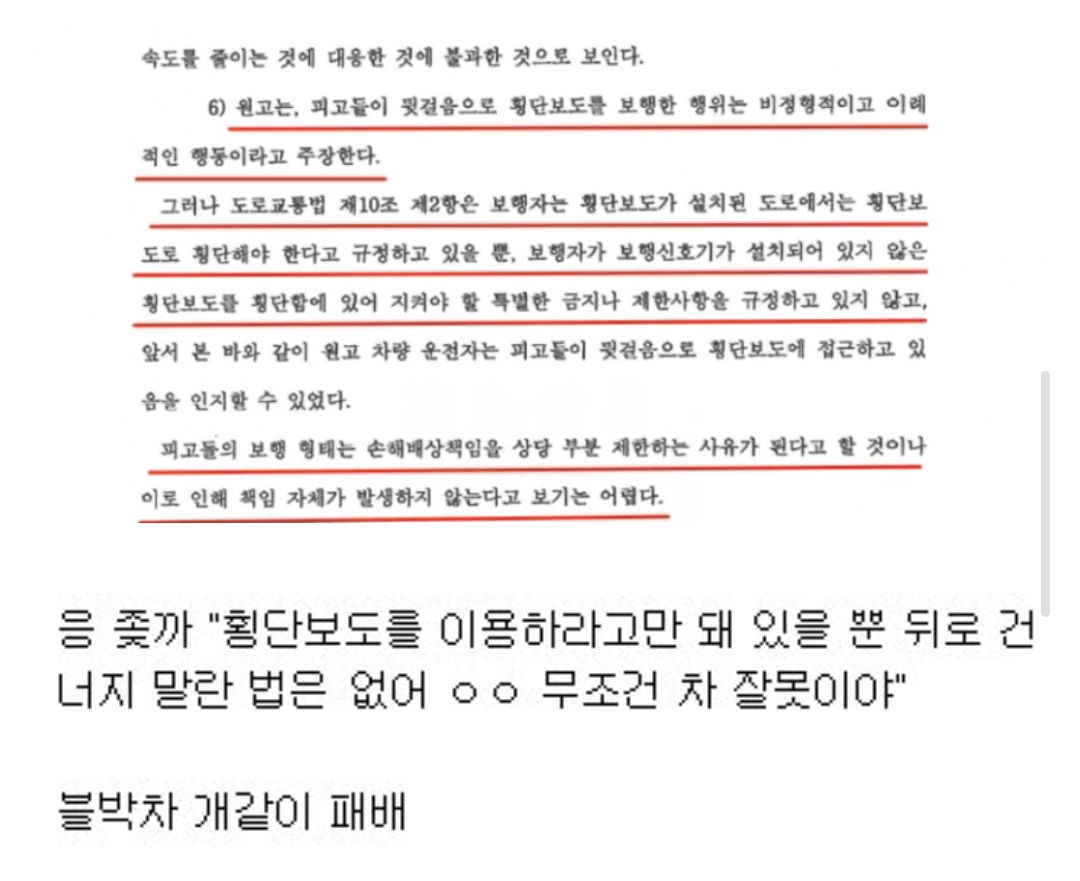 속도를 줄이는 것에 대응한 것에 불과한 것으로 보인다.
6) 원고는, 피고들이 뒷걸음으로 횡단보도를 보행한 행위는 비정형적이고 이례
적인 행동이라고 주장한다.
그러나 도로교통법 제10조 제2항은 보행자는 횡단보도가 설치된 도로에서는 횡단보
도로 횡단해야 한다고 규정하고 있을 뿐, 보행자가 보행신호기가 설치되어 있지 않은
횡단보도를 횡단함에 있어 지켜야 할 특별한 금지나 제한사항을 규정하고 있지 않고,
앞서 본 바와 같이 원고 차량 운전자는 피고들이 뒷걸음으로 횡단보도에 접근하고 있
음을 인지할 수 있었다.
피고들의 보행 형태는 손해배상책임을 상당 부분 제한하는 사유가 된다고 할 것이나
이로 인해 책임 자체가 발생하지 않는다고 보기는 어렵다.
응 좆까 "횡단보도를 이용하라고만 돼 있을 뿐 뒤로 건
너지 말란 법은 없어 ㅇㅇ 무조건 차 잘못이야"
블박차 개같이 패배